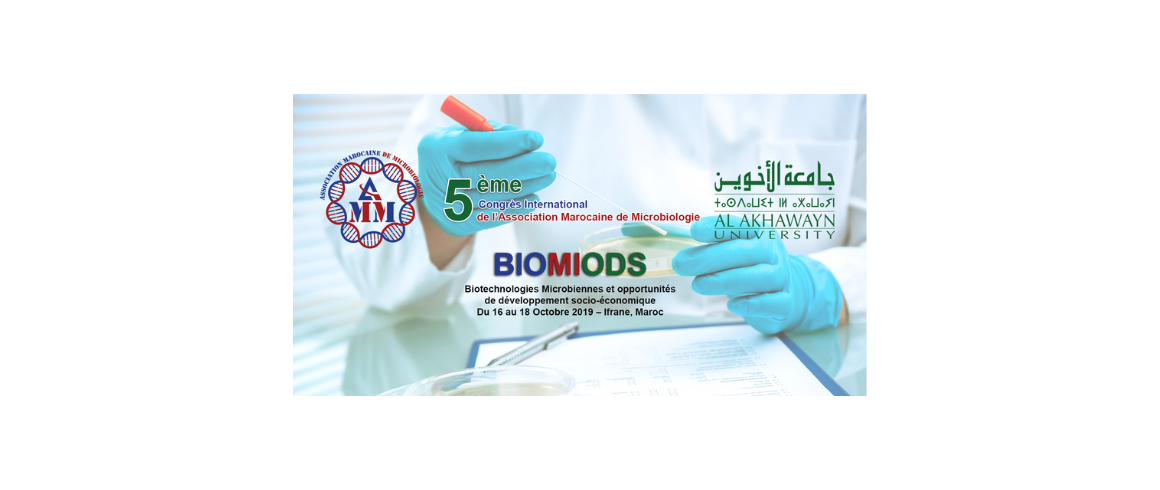 ASSOCIATION MAROCAINE DE MICROBIOLOGIE
AMM
5ème
Congrès International
de l'Association Marocaine de Microbiologie
جامعة الأخوين
ⵜⴰⵙⴷⴰⵡⵉⵜ ⵏ ⴰⵅⴰⵡⴰⵢⵏ
AL AKHAWAYN
UNIVERSITY
BIOMIODS
Biotechnologies Microbiennes et opportunités
de développement socio-économique
Du 16 au 18 Octobre 2019 – Ifrane, Maroc